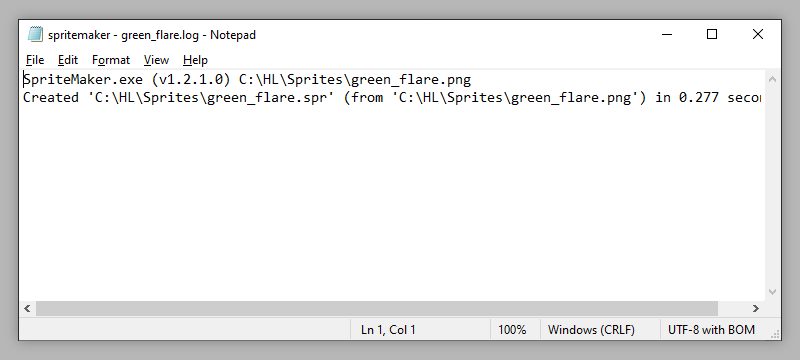 spritemaker - green_flare.log - Notepad
File Edit Format View Help
SpriteMaker.exe (v1.2.1.0) C:\HL\Sprites\green_flare.png
Created 'C:\HL\Sprites\green_flare.spr' (from 'C:\HL\Sprites\green_flare.png') in 0.277 secon
Ln 1, Col 1 100% Windows (CRLF) UTF-8 with BOM